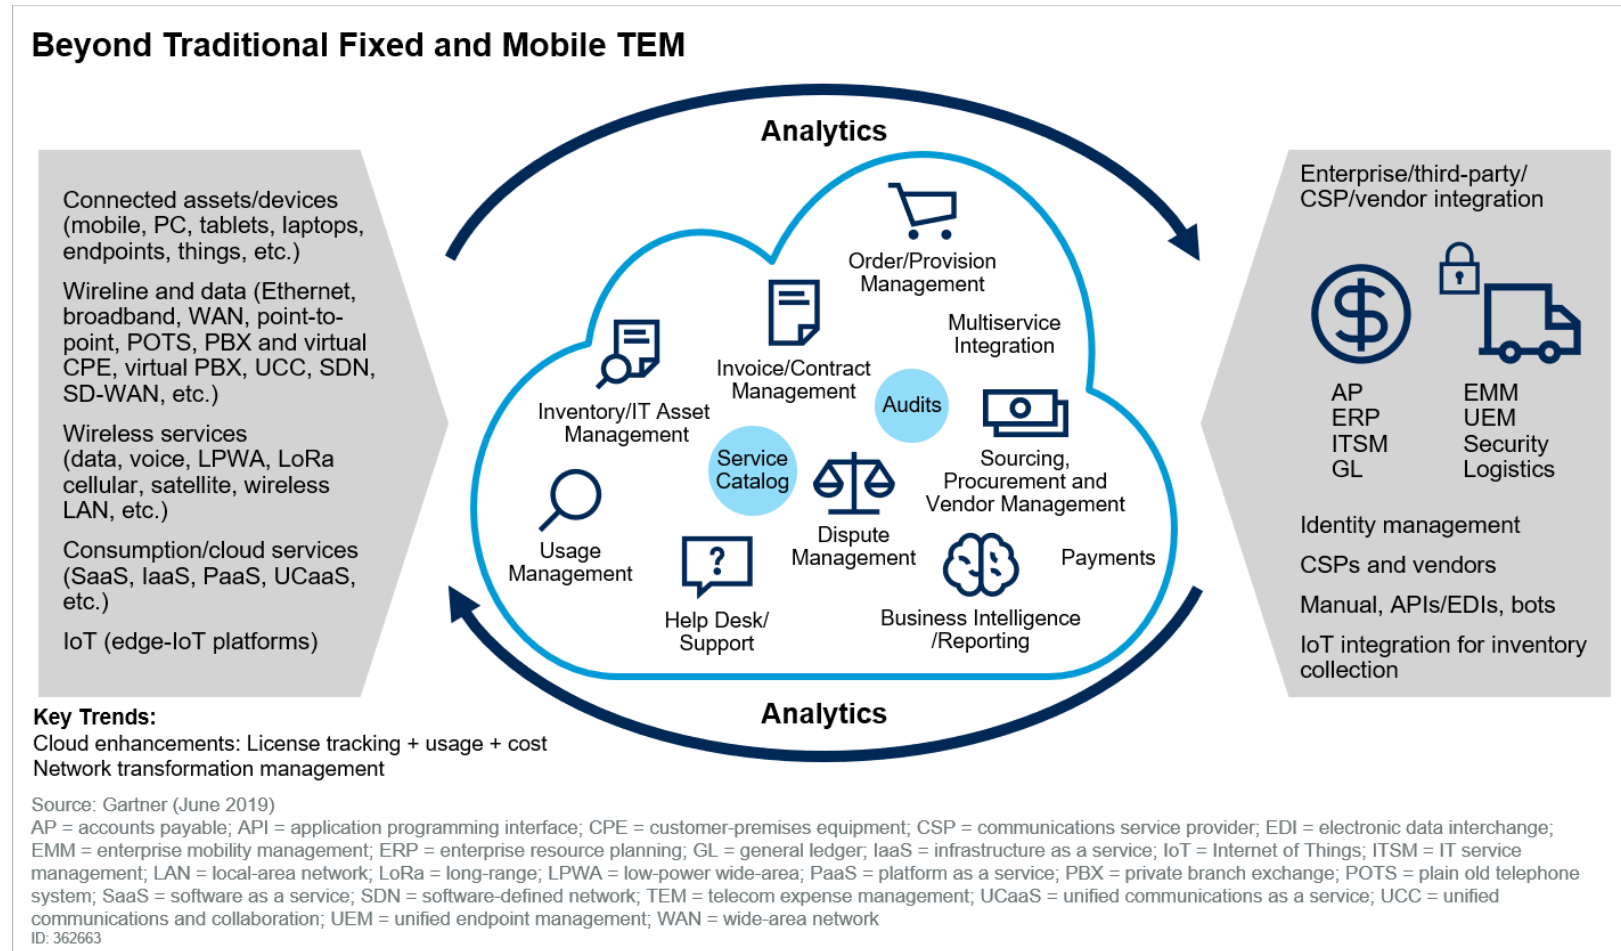 Beyond Traditional Fixed and Mobile TEM
Analytics
Connected assets/devices
(mobile, PC, tablets, laptops,
endpoints, things, etc.)
Wireline and data (Ethernet,
broadband, WAN, point-to-
point, POTS, PBX and virtual
CPE, virtual PBX, UCC, SDN,
SD-WAN, etc.)
Wireless services
(data, voice, LPWA, LoRa
cellular, satellite, wireless
LAN, etc.)
Consumption/cloud services
(SaaS, IaaS, PaaS, UCaaS,
etc.)
IoT (edge-IoT platforms)
Order/Provision
Management
Multiservice
Integration
Invoice/Contract
Management
Audits
Inventory/IT Asset
Management
Service
Catalog
Sourcing,
Procurement and
Vendor Management
Usage
Management
?
Dispute
Management
Payments
Help Desk/
Support
Business Intelligence
/Reporting
Analytics
Enterprise/third-party/
CSP/vendor integration
$
AP
ERP
ITSM
GL
EMM
UEM
Security
Logistics
Identity management
CSPs and vendors
Manual, APIs/EDIs, bots
IoT integration for inventory
collection
Key Trends:
Cloud enhancements: License tracking + usage + cost
Network transformation management
Source: Gartner (June 2019)
AP = accounts payable; API = application programming interface; CPE = customer-premises equipment; CSP = communications service provider; EDI = electronic data interchange;
EMM = enterprise mobility management; ERP = enterprise resource planning; GL = general ledger; IaaS = infrastructure as a service; IoT = Internet of Things; ITSM = IT service
management; LAN = local-area network; LoRa = long-range; LPWA = low-power wide-area; PaaS = platform as a service; PBX = private branch exchange; POTS = plain old telephone
system; SaaS = software as a service; SDN = software-defined network; TEM = telecom expense management; UCaaS = unified communications as a service; UCC = unified
communications and collaboration; UEM = unified endpoint management; WAN = wide-area network
ID: 362663